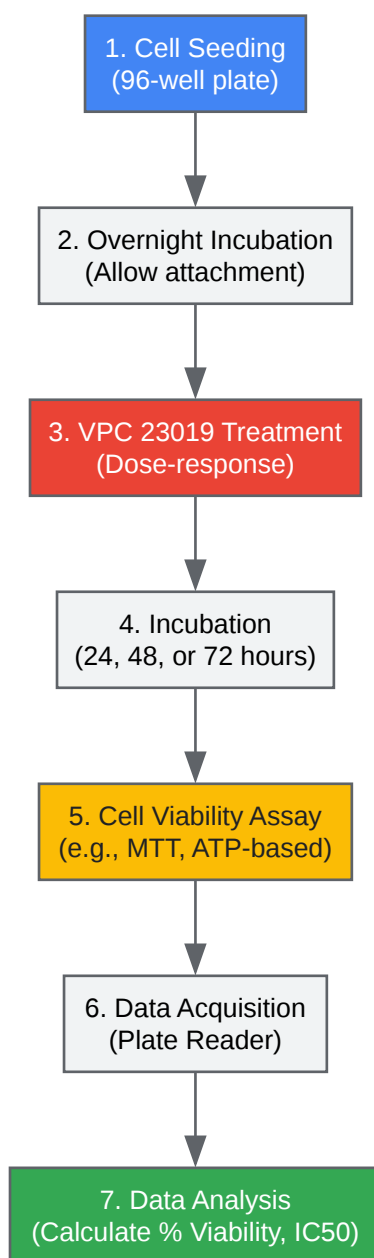 1. Cell Seeding
(96-well plate)
2. Overnight Incubation
(Allow attachment)
3. VPC 23019 Treatment
(Dose-response)
4. Incubation
(24, 48, or 72 hours)
5. Cell Viability Assay
(e.g., MTT, ATP-based)
6. Data Acquisition
(Plate Reader)
7. Data Analysis
(Calculate % Viability, IC50)